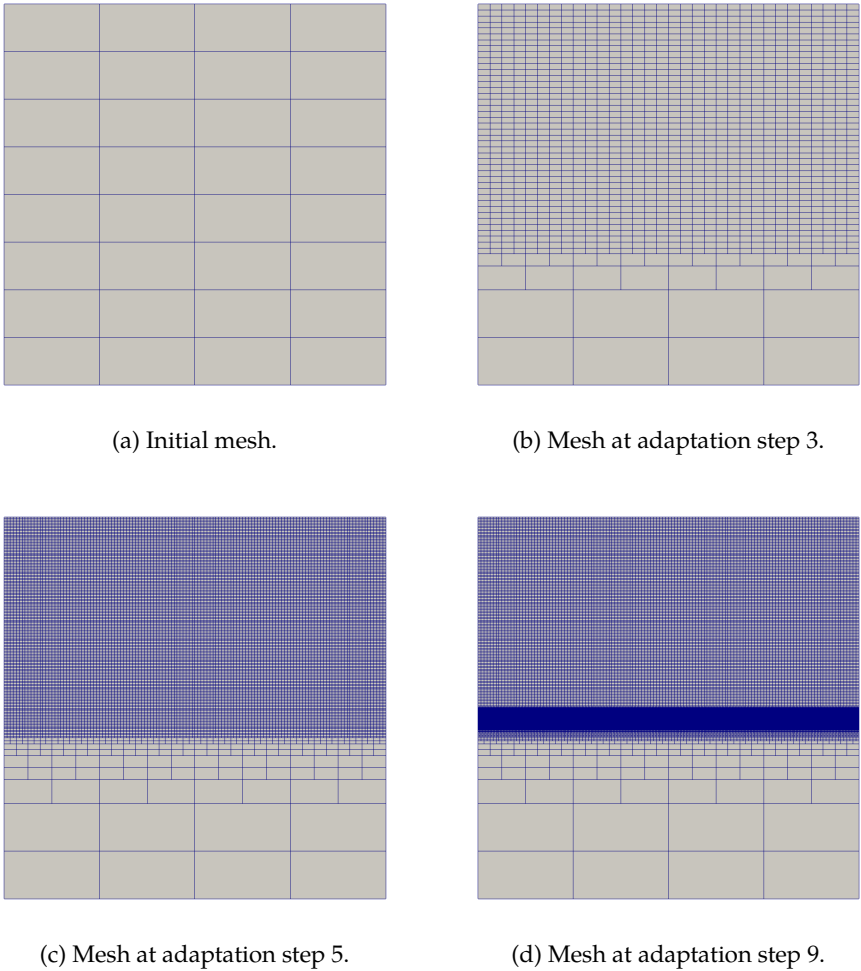 (a) Initial mesh.
(b) Mesh at adaptation step 3.
(c) Mesh at adaptation step 5.
(d) Mesh at adaptation step 9.